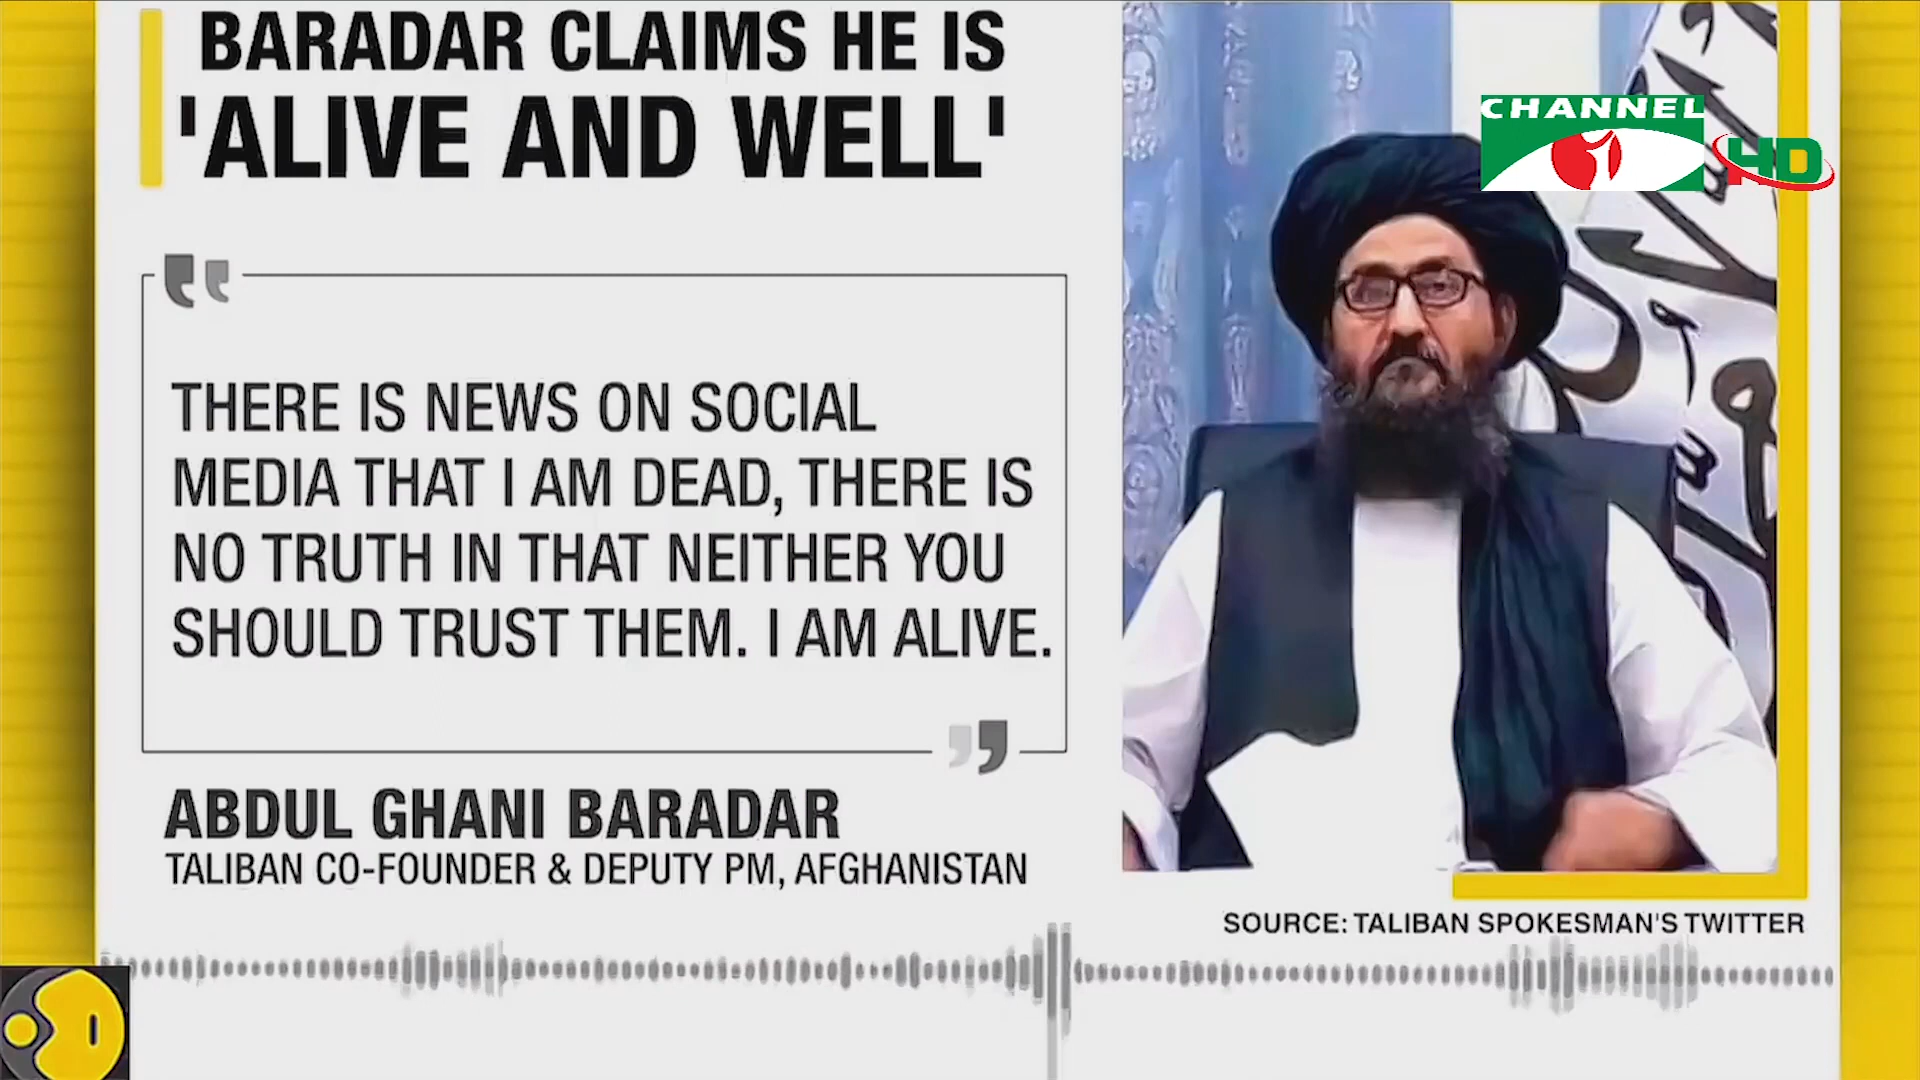 BARADAR CLAIMS HE IS
'ALIVE AND WELL'
THERE IS NEWS ON SOCIAL
MEDIA THAT I AM DEAD, THERE IS
NO TRUTH IN THAT NEITHER YOU
SHOULD TRUST THEM. I AM ALIVE.
ABDUL GHANI BARADAR
TALIBAN CO-FOUNDER & DEPUTY PM, AFGHANISTAN
CHANNEL
HD
SOURCE: TALIBAN SPOKESMAN'S TWITTER